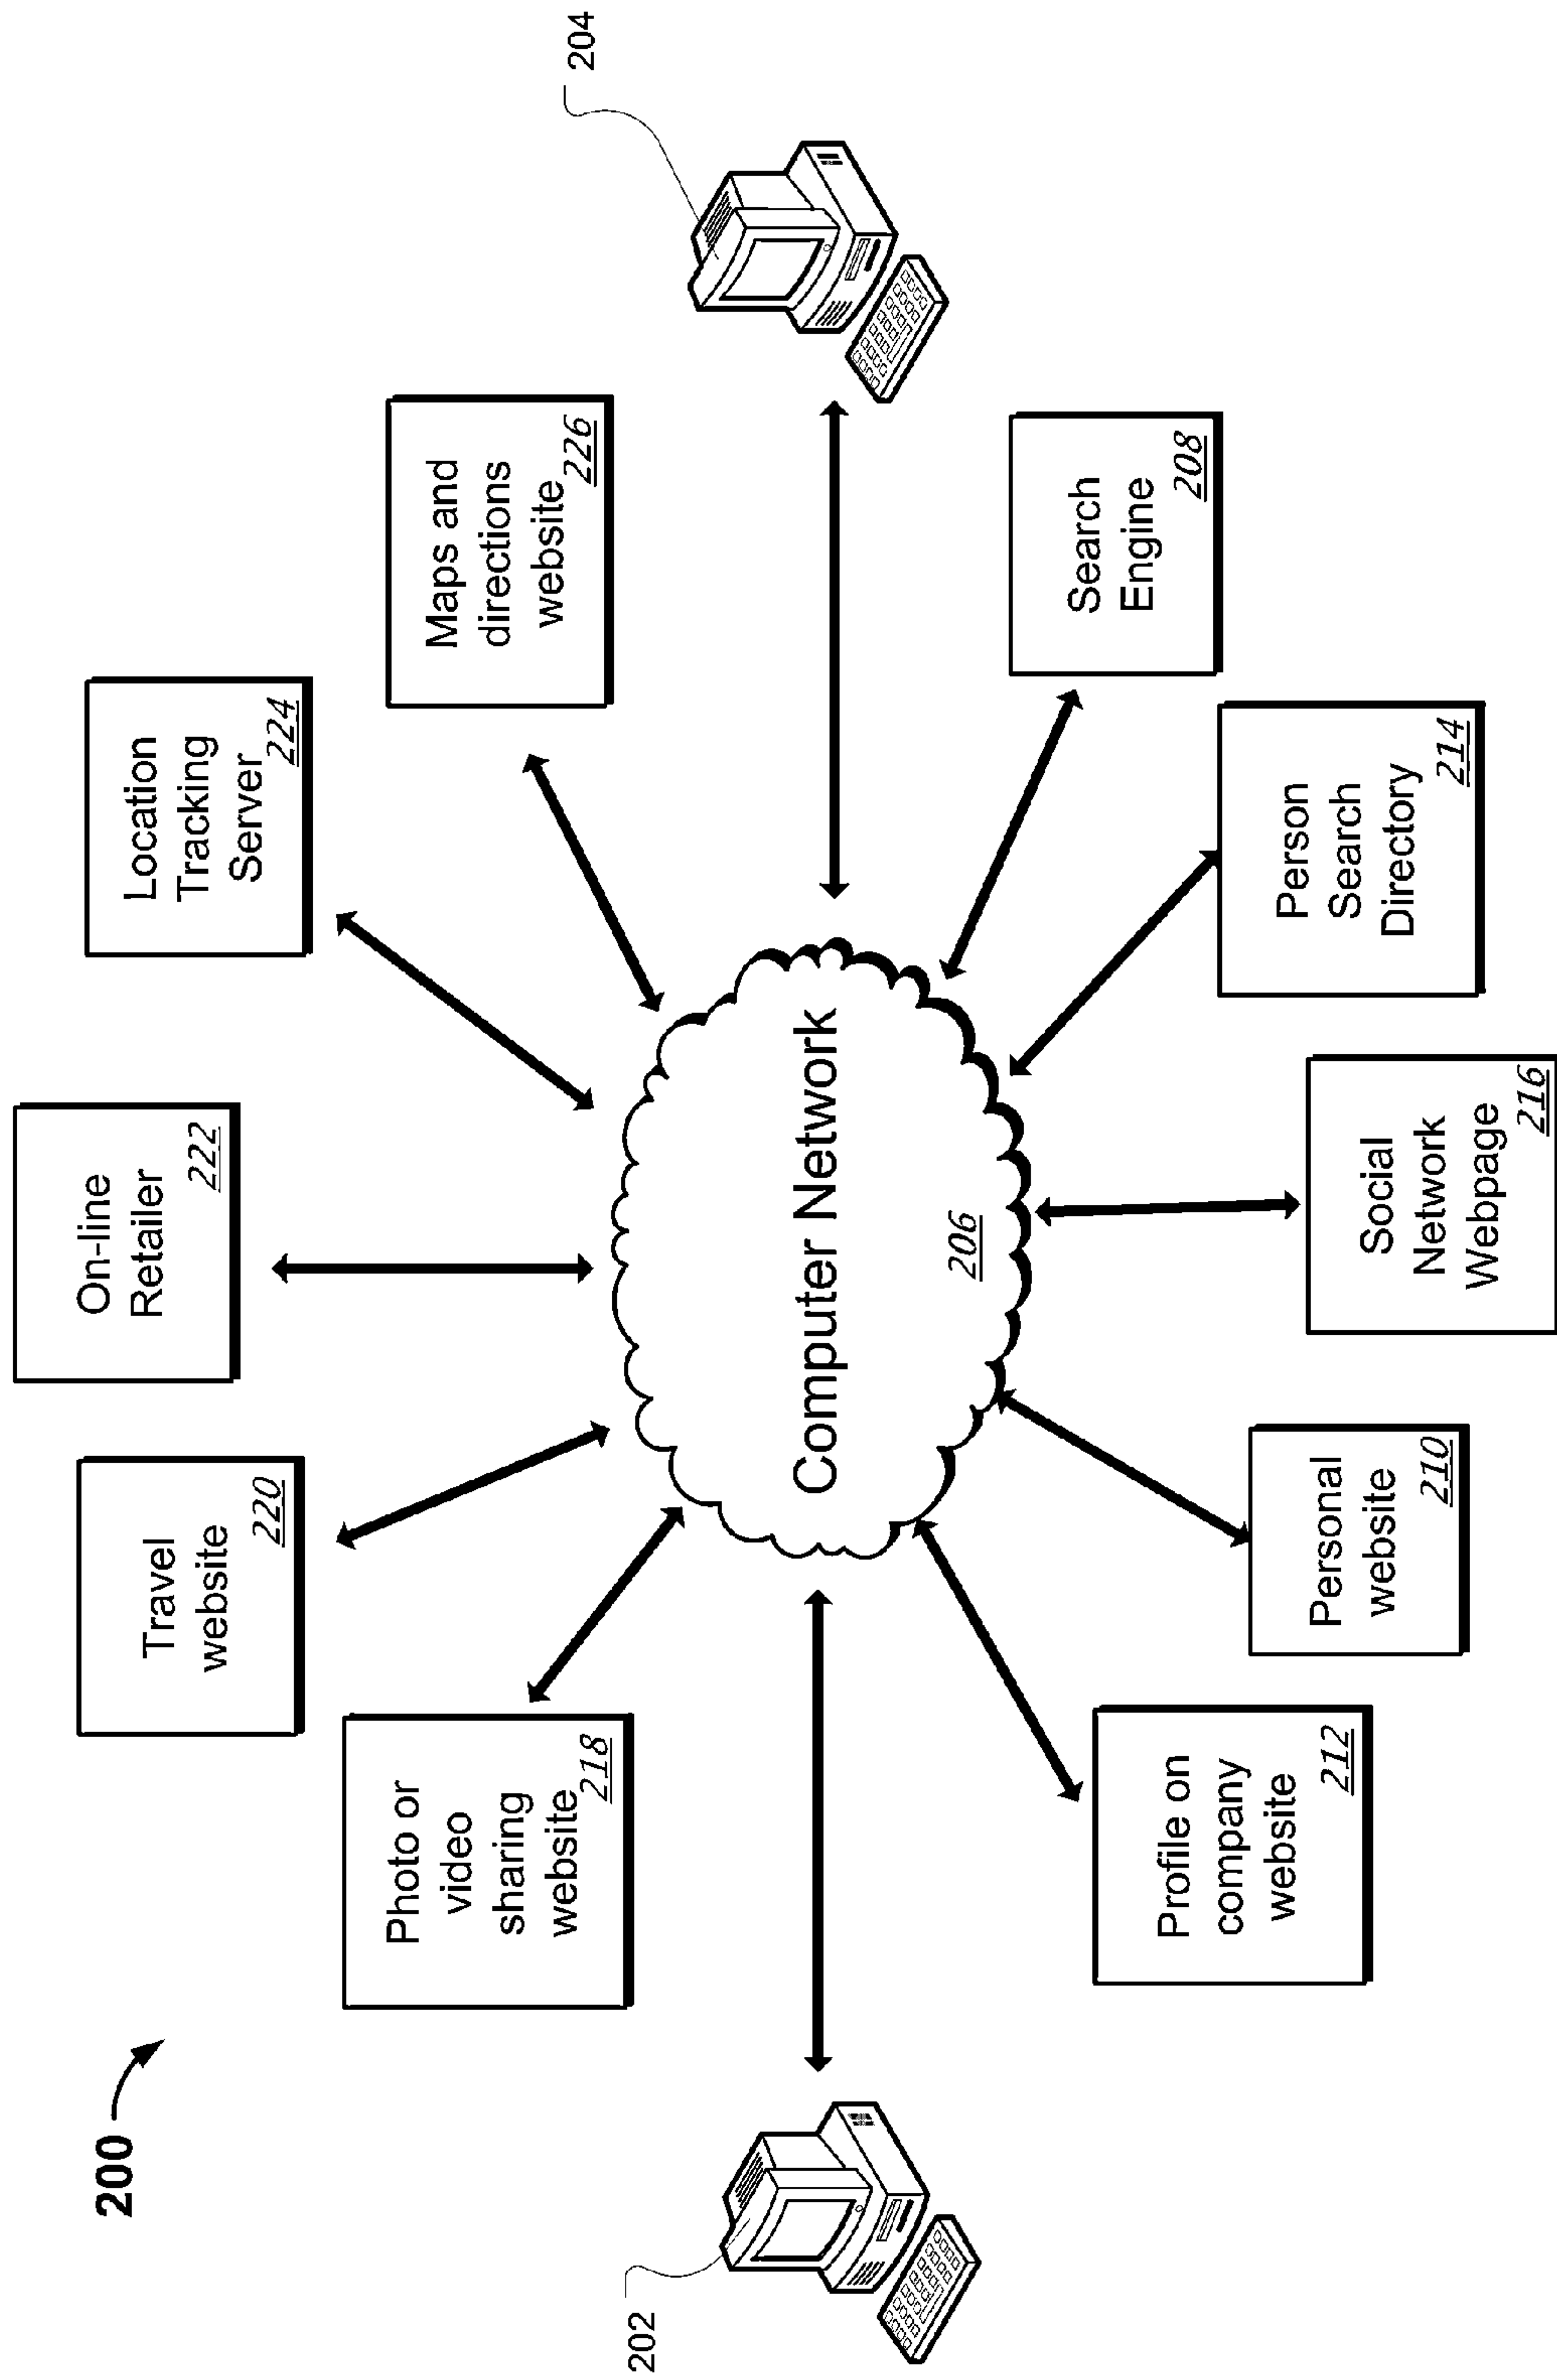 200
On-line
Retailer
222
Travel
website
220
Location
Tracking
Server
224
Photo or
video
sharing
website
218
Maps and
directions
website
226
202
204
Computer Network
206
Profile on
company
website
212
Search
Engine
208
Personal
website
210
Person
Search
Directory
214
Social
Network
Webpage
216